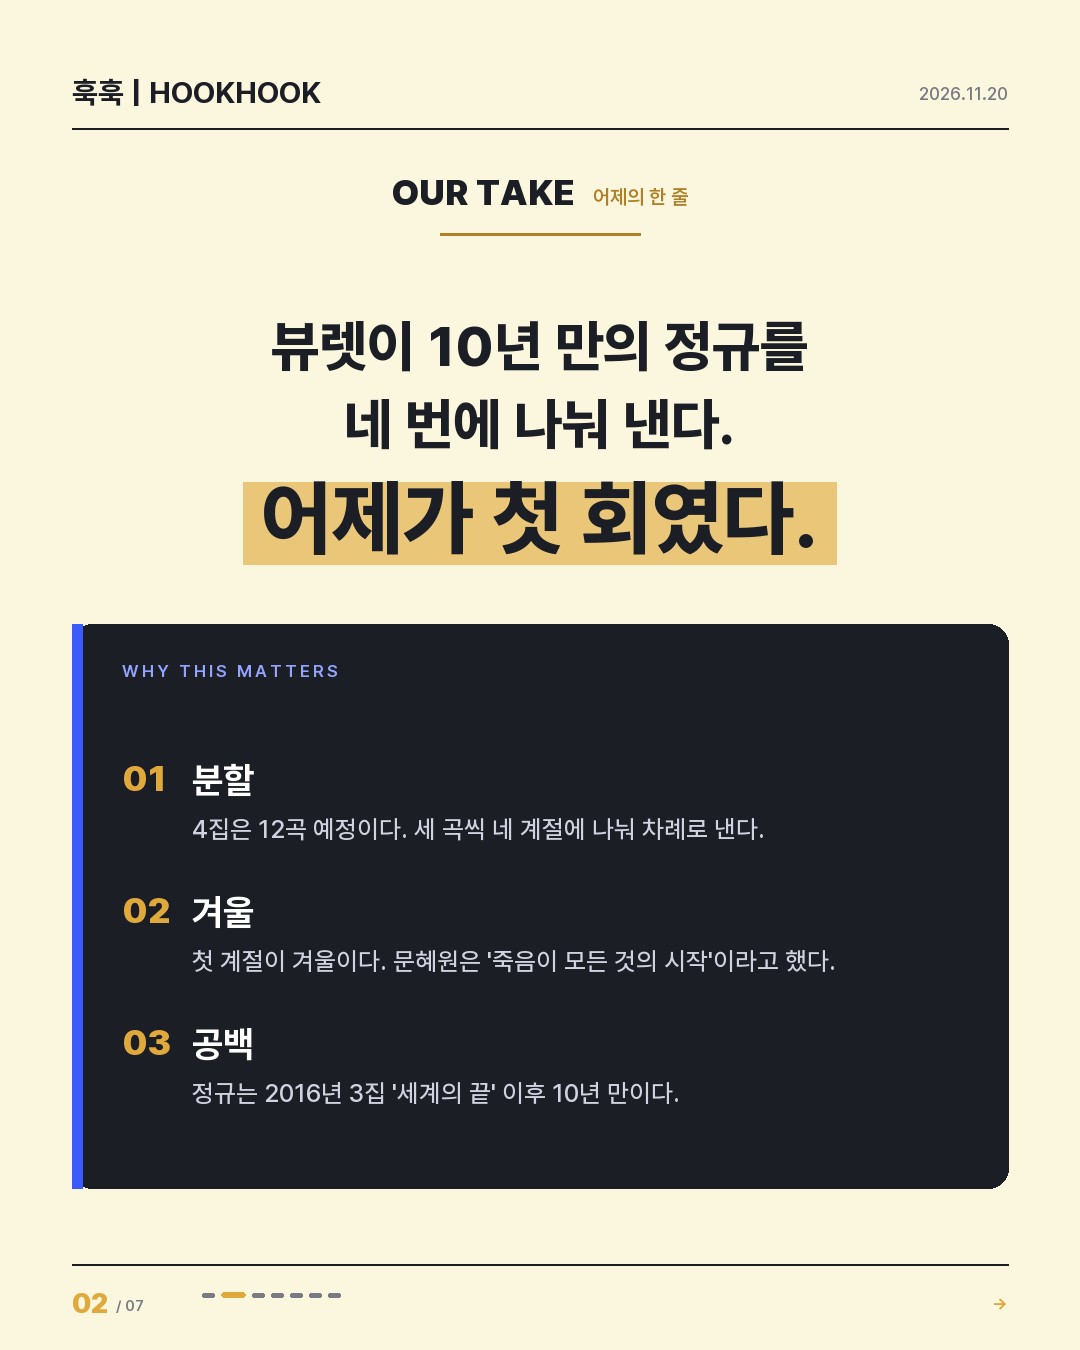 훅훅 | HOOKHOOK
2026.11.20
OUR TAKE 어제의 한 줄
뷰렛이 10년 만의 정규를
네 번에 나눠 낸다.
어제가 첫 회였다.
WHY THIS MATTERS
01 분할
4집은 12곡 예정이다. 세 곡씩 네 계절에 나눠 차례로 낸다.
02 겨울
첫 계절이 겨울이다. 문혜원은 '죽음이 모든 것의 시작'이라고 했다.
03 공백
정규는 2016년 3집 '세계의 끝' 이후 10년 만이다.
02 / 07
→